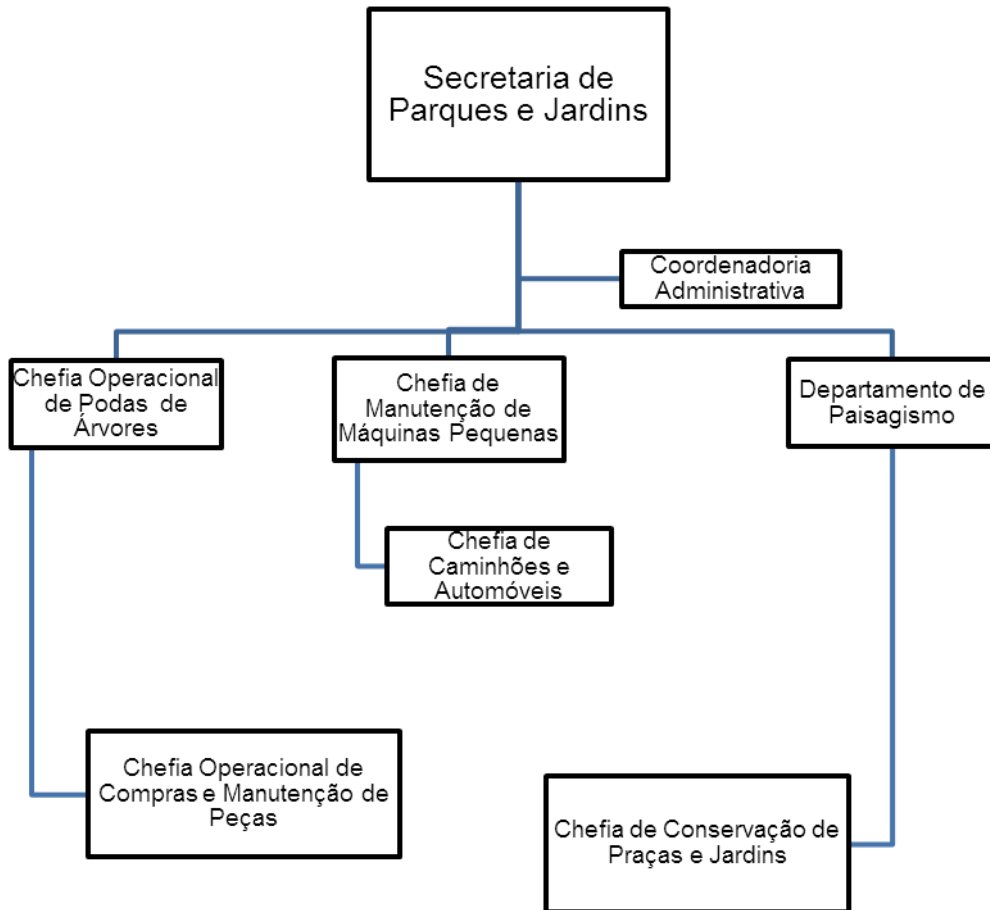 Secretaria de
Parques e Jardins
Coordenadoria
Administrativa
Chefia Operacional
de Podas de
Árvores
Chefia de
Manutenção de
Máquinas Pequenas
Departamento de
Paisagismo
Chefia de
Caminhões e
Automóveis
Chefia Operacional de
Compras e Manutenção de
Peças
Chefia de Conservação de
Praças e Jardins